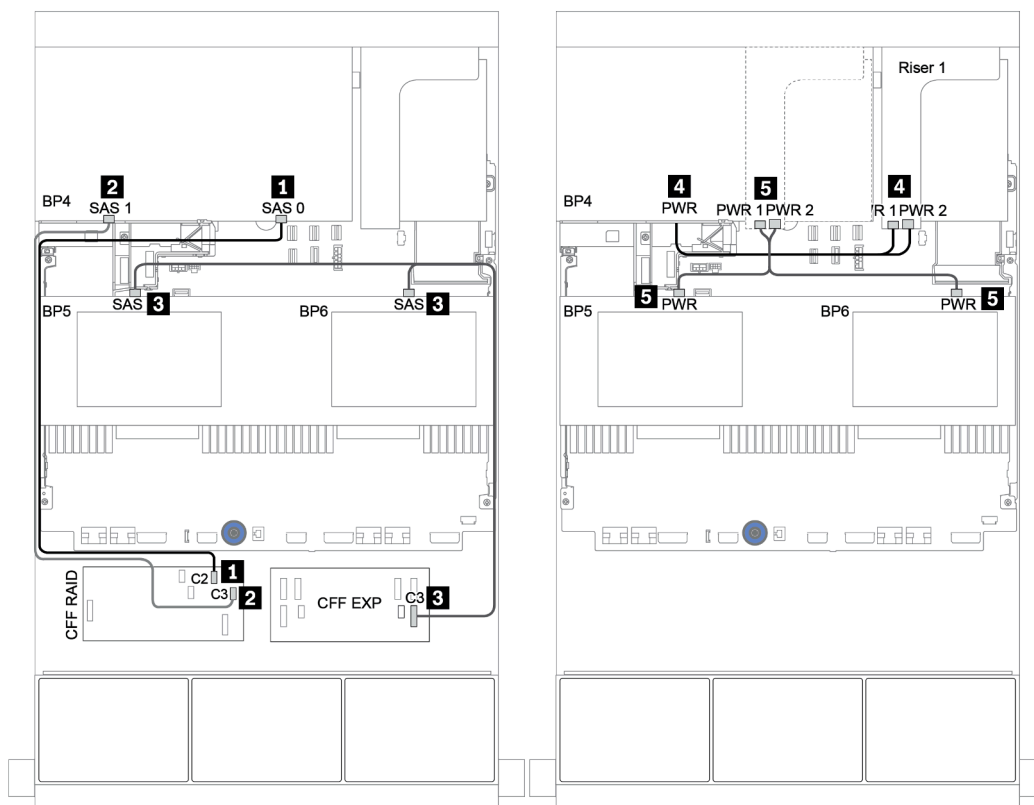 2
SAS 1
1
SAS 0
BP4
SAS 3
SAS 3
BP5
BP6
CFF RAID
C2 1
C3 2
CFF EXP
C3 3
Riser 1
4
PWR
5
PWR 1 PWR 2
4
R 1 PWR 2
BP4
5 PWR
PWR 5
BP5
BP6